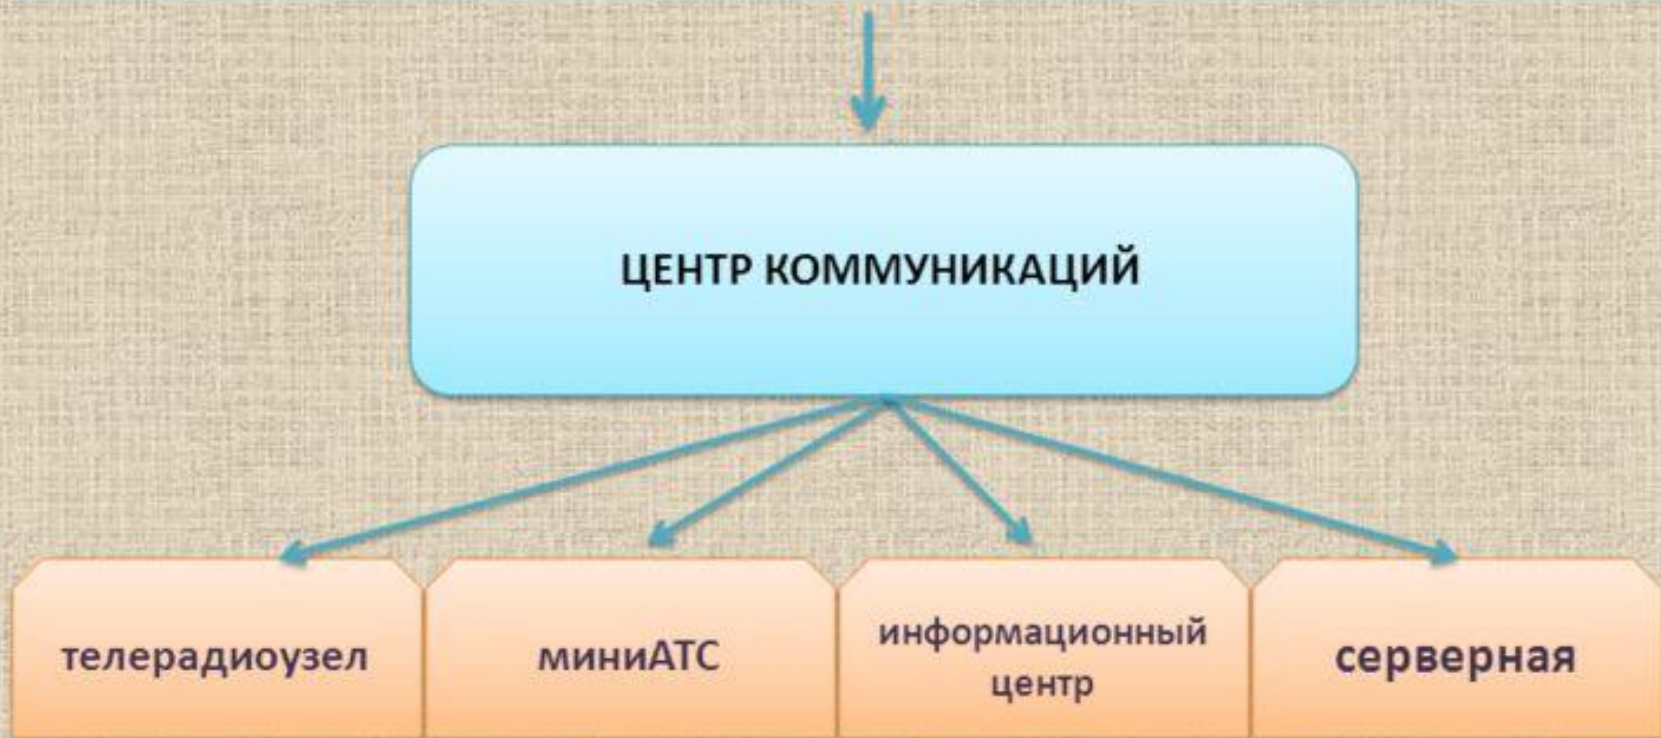 ЦЕНТР КОММУНИКАЦИЙ
телерадиоузел
миниАТС
информационный
центр
серверная